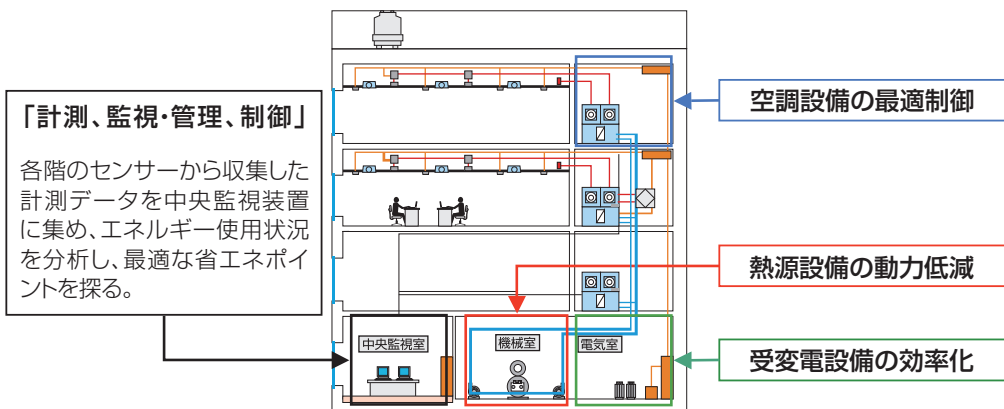 「計測、監視・管理、制御」
各階のセンサーから収集した
計測データを中央監視装置
に集め、エネルギー使用状況
を分析し、最適な省エネポイ
ントを探る。
空調設備の最適制御
熱源設備の動力低減
受変電設備の効率化
中央監視室
機械室
電気室